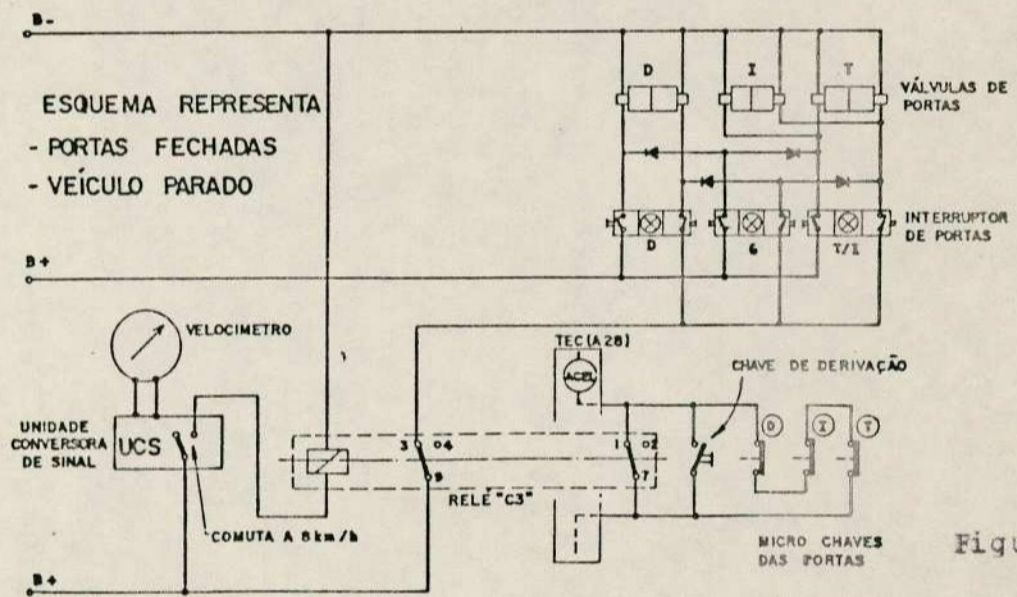 B-
ESQUEMA REPRESENTA
- PORTAS FECHADAS
- VEÍCULO PARADO
D
I
T
VÁLVULAS DE
PORTAS
INTERRUPTOR
DE PORTAS
D
6
T/I
B+
VELOCIMETRO
TEC (A 28)
ACEL
CHAVE DE DERIVAÇÃO
UNIDADE
CONVERSORA
DE SINAL
UCS
3
4
9
1
2
7
D
I
T
RELÉ "C3"
COMUTA A 8 km/h
MICRO CHAVES
DAS PORTAS
Figu
B+